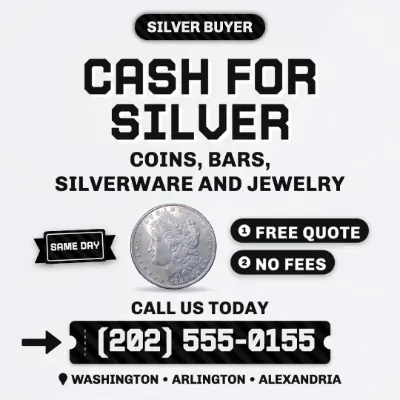 SILVER BUYER
CASH FOR
SILVER
COINS, BARS,
SILVERWARE AND JEWELRY
SAME DAY
1 FREE QUOTE
2 NO FEES
CALL US TODAY
(202) 555-0155
WASHINGTON • ARLINGTON • ALEXANDRIA